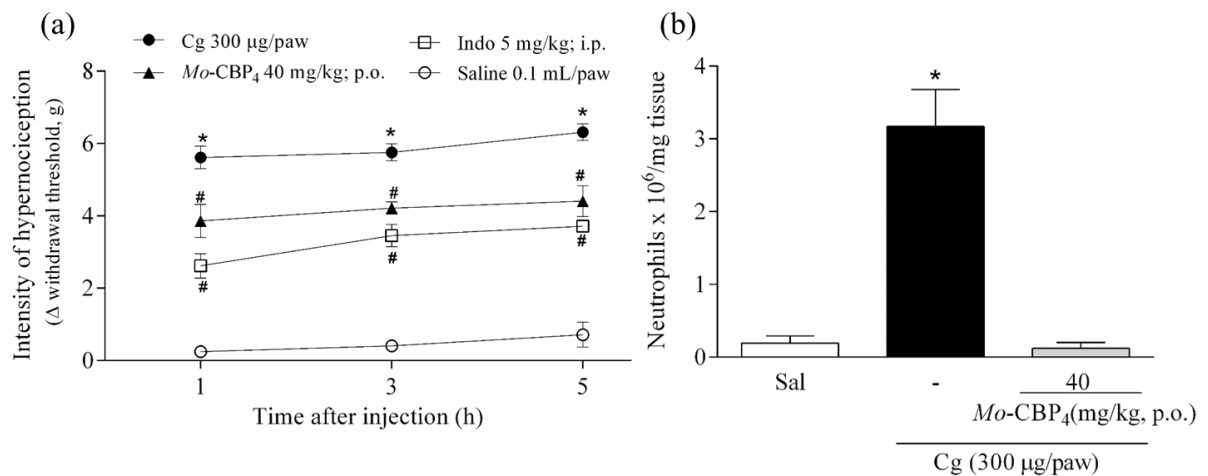 (a)
Cg 300 µg/paw
Mo-CBP₄ 40 mg/kg; p.o.
Indo 5 mg/kg; i.p.
Saline 0.1 mL/paw
Intensity of hypernociception
(Δ withdrawal threshold, g)
8
6
4
2
0
* * *
# # #
# # #
1 3 5
Time after injection (h)
(b)
Neutrophils x 10⁶/mg tissue
4
3
2
1
0
*
Sal - 40
Mo-CBP₄(mg/kg, p.o.)
Cg (300 µg/paw)